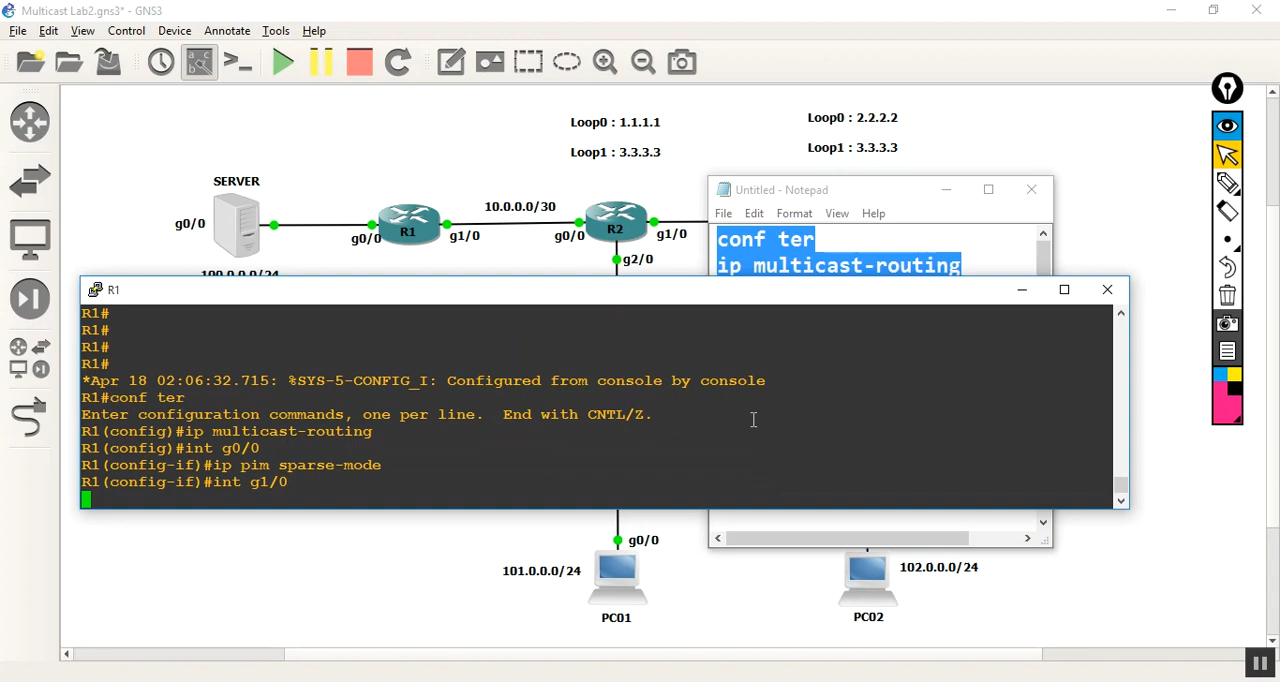 Multicast Lab2.gns3* - GNS3
File Edit View Control Device Annotate Tools Help
Loop0 : 1.1.1.1
Loop1 : 3.3.3.3
Loop0 : 2.2.2.2
Loop1 : 3.3.3.3
SERVER
g0/0
g0/0
R1
g1/0
10.0.0.0/30
g0/0
R2
g1/0
g2/0
100.0.0.0/24
Untitled - Notepad
File Edit Format View Help
conf ter
ip multicast-routing
R1
R1#
R1#
R1#
R1#
*Apr 18 02:06:32.715: %SYS-5-CONFIG_I: Configured from console by console
R1#conf ter
Enter configuration commands, one per line.  End with CNTL/Z.
R1(config)#ip multicast-routing
R1(config)#int g0/0
R1(config-if)#ip pim sparse-mode
R1(config-if)#int g1/0
g0/0
101.0.0.0/24
PC01
102.0.0.0/24
PC02